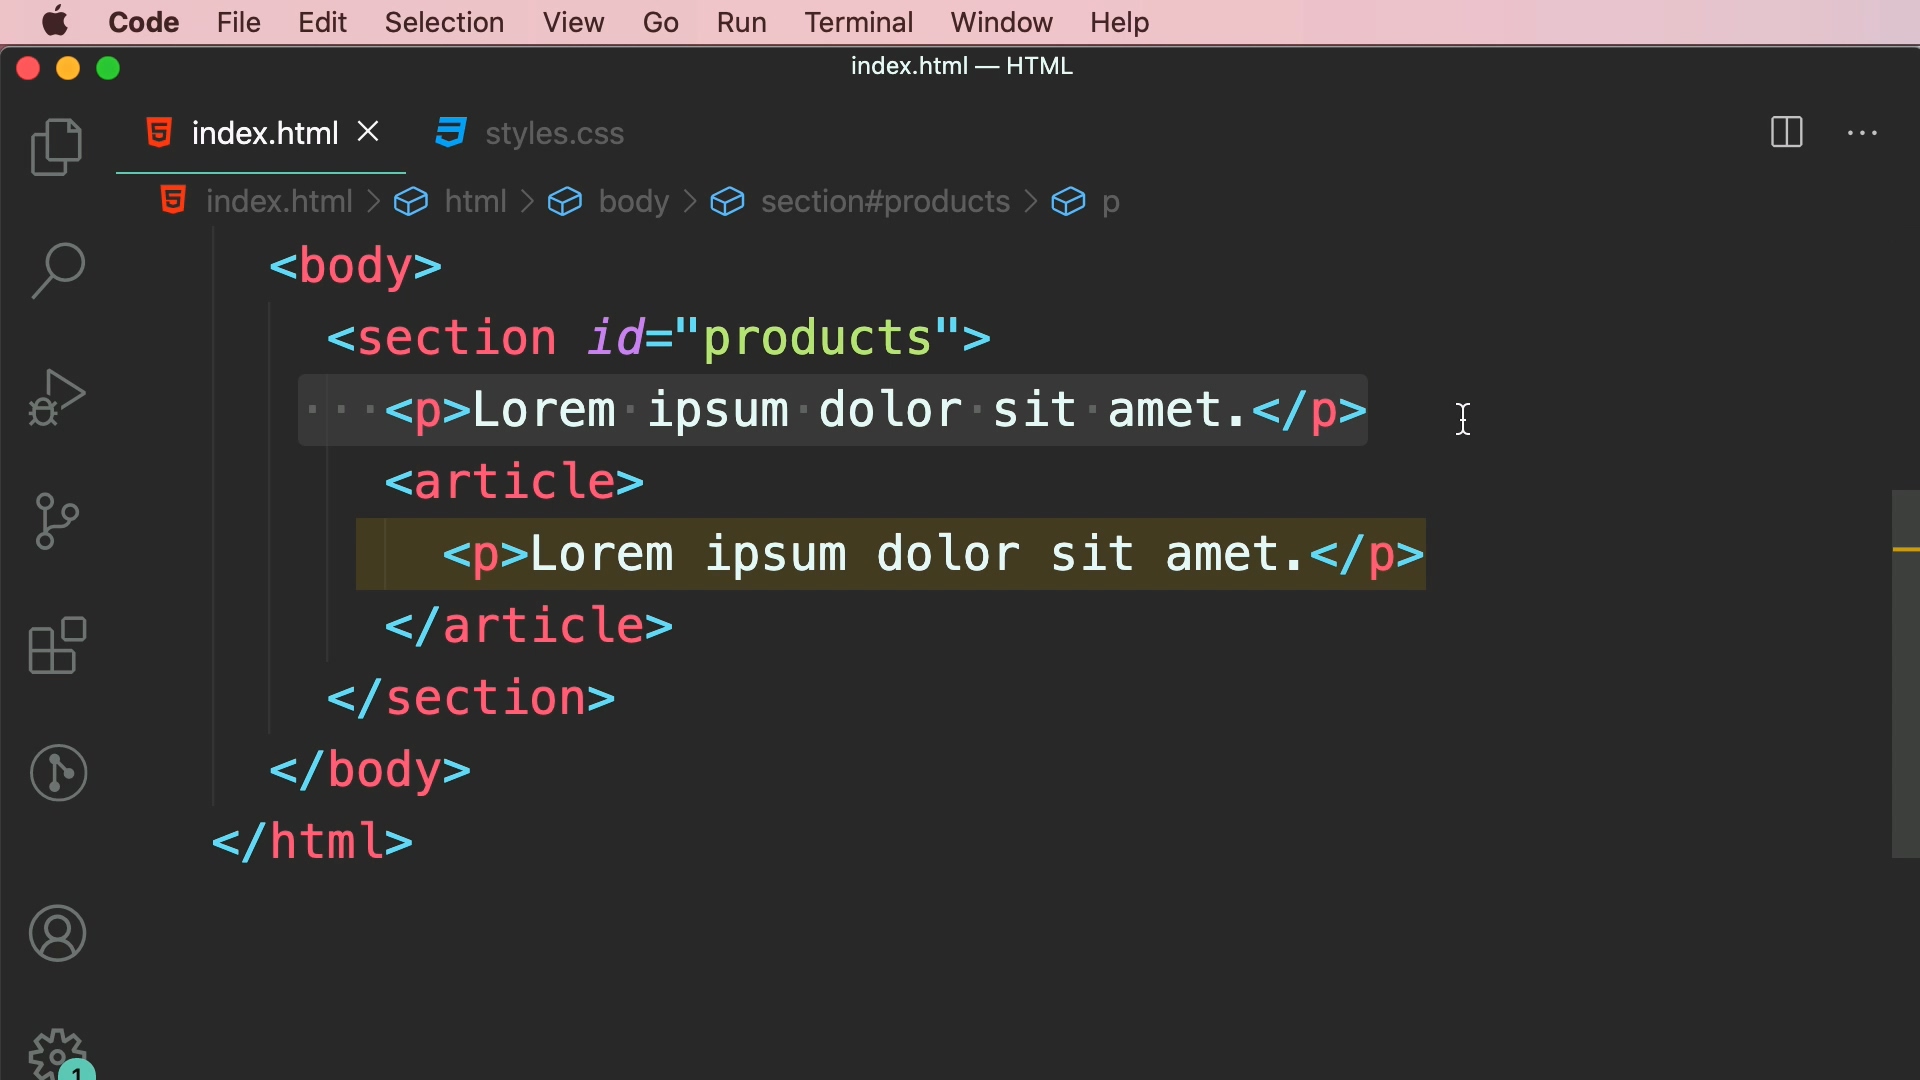 Code File Edit Selection View Go Run Terminal Window Help
index.html — HTML
index.html styles.css
index.html > html > body > section#products > p
<body>
<section id="products">
<p>Lorem ipsum dolor sit amet.</p>
<article>
<p>Lorem ipsum dolor sit amet.</p>
</article>
</section>
</body>
</html>
1